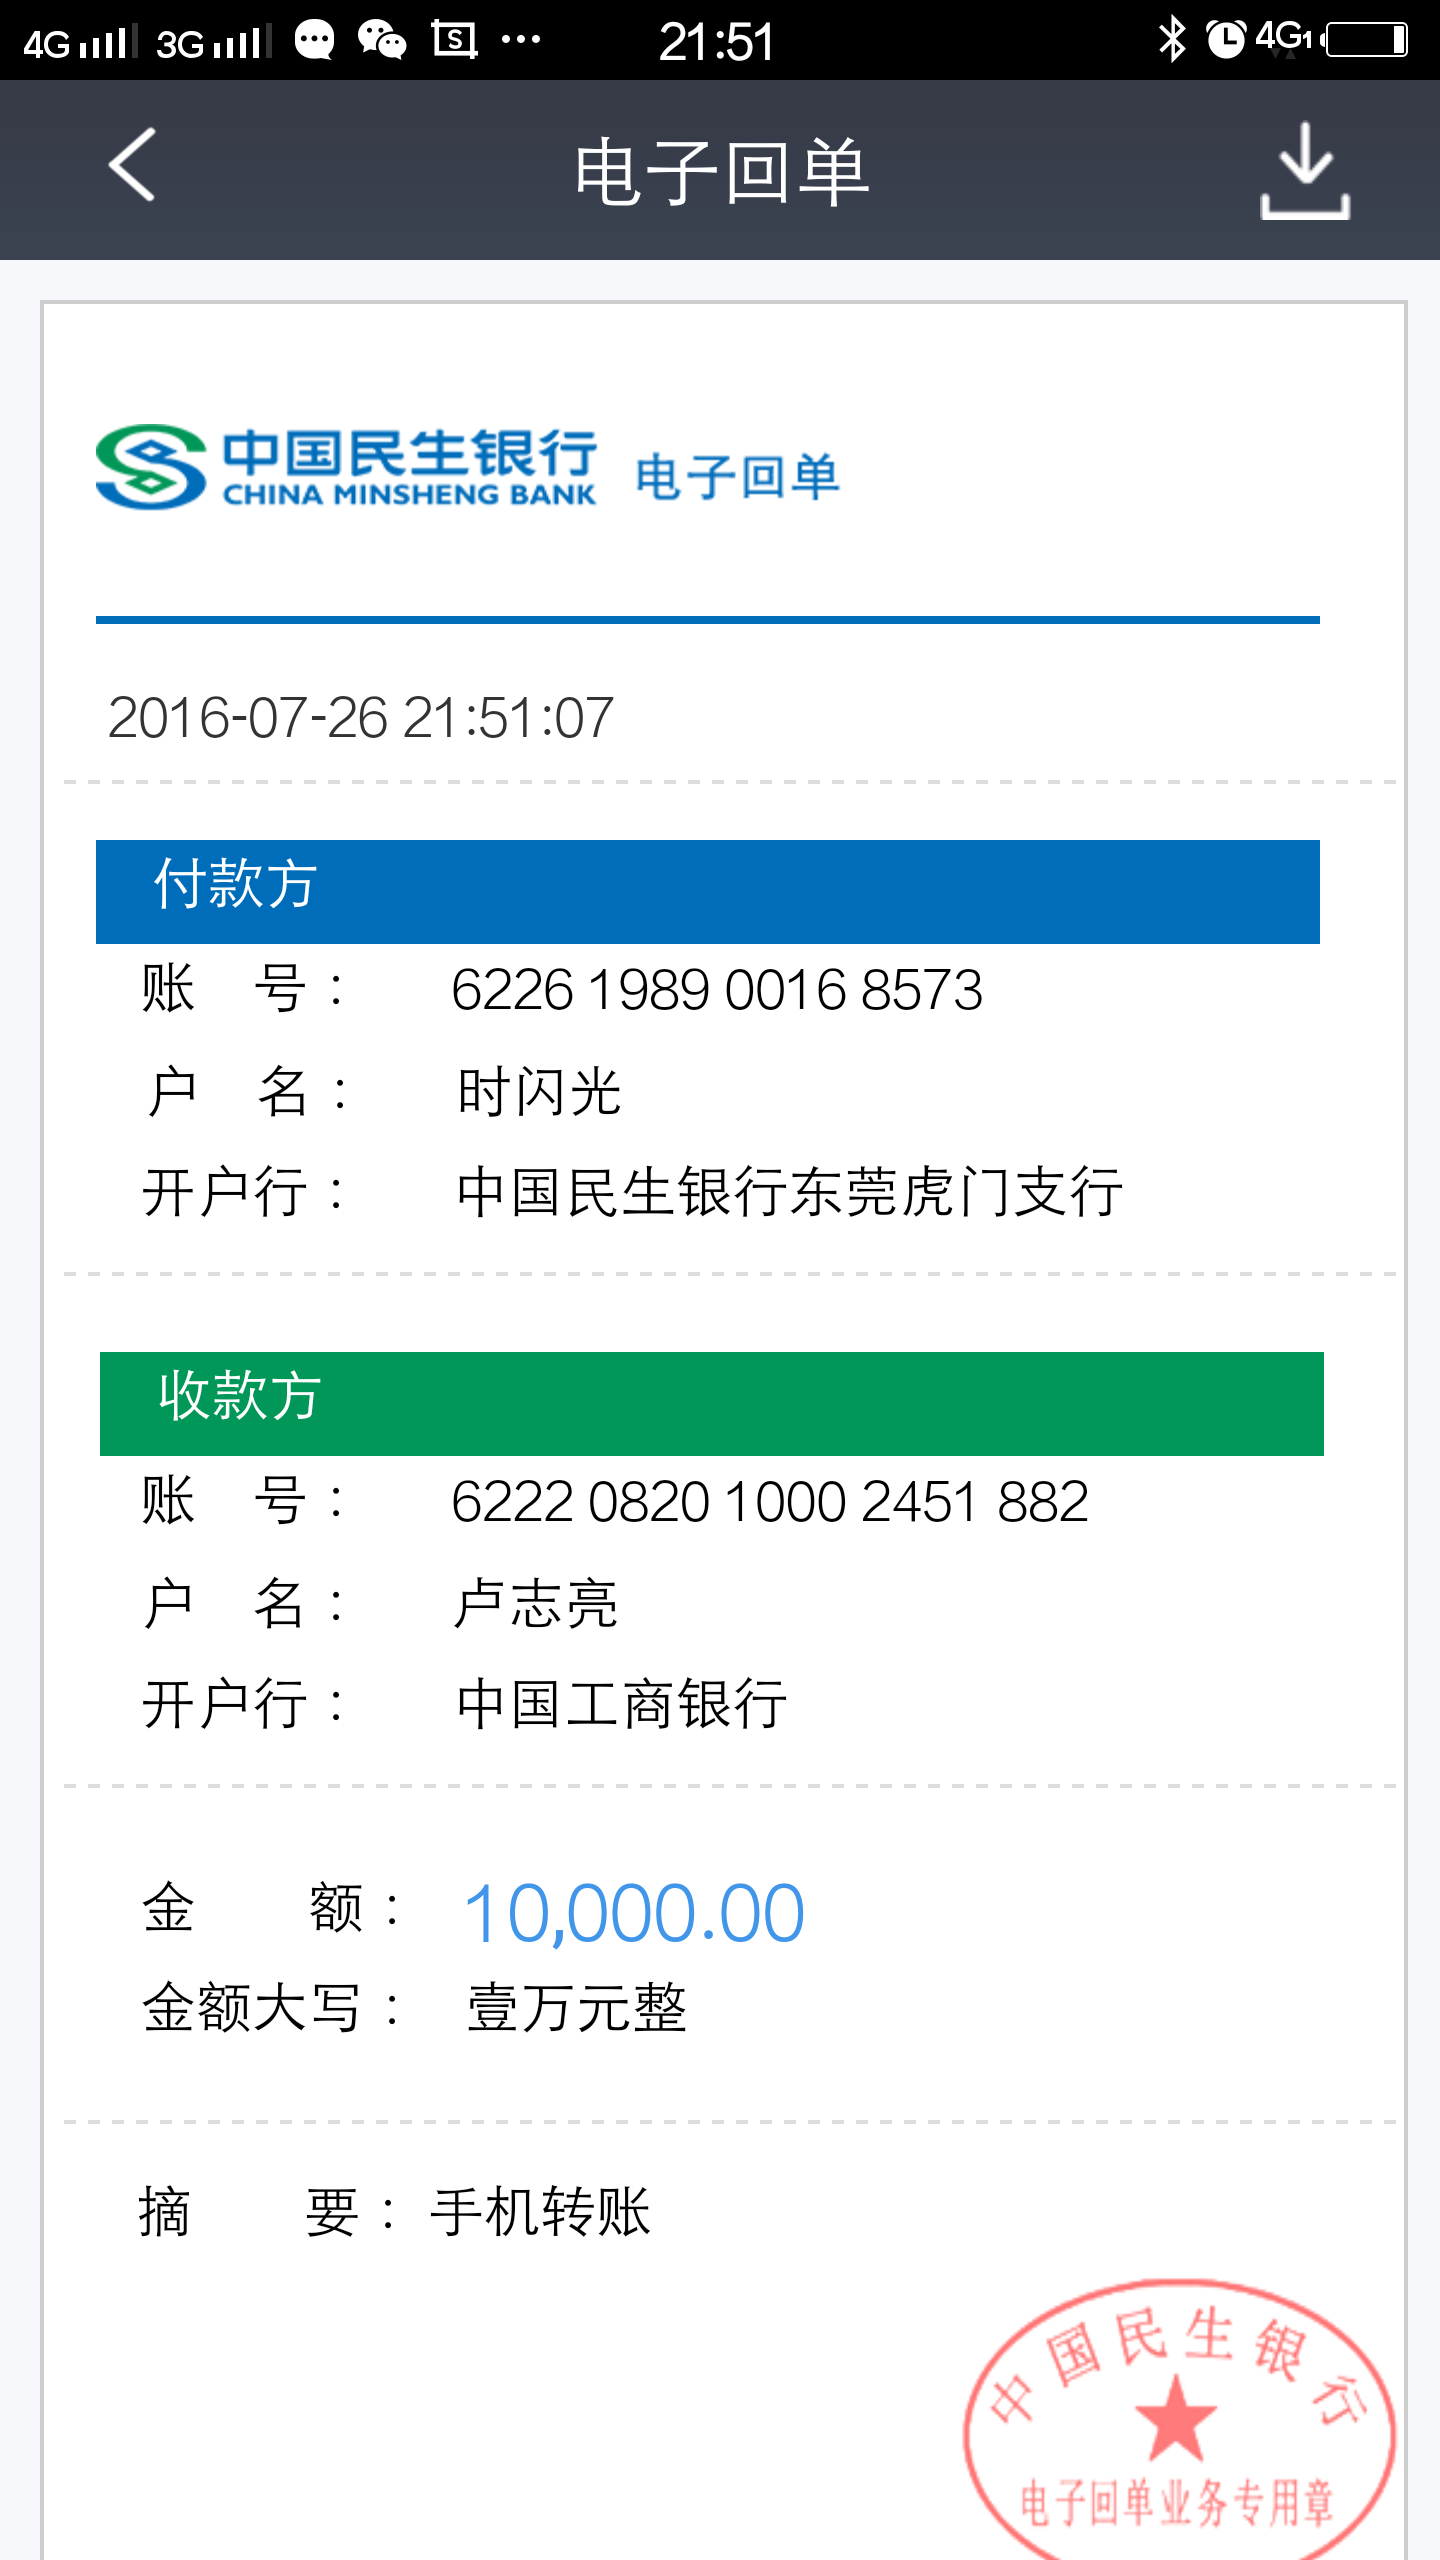 4G 3G 21:51 4G1
电子回单
中国民生银行 电子回单
CHINA MINSHENG BANK
2016-07-26 21:51:07
付款方
账 号： 6226 1989 0016 8573
户 名： 时闪光
开户行： 中国民生银行东莞虎门支行
收款方
账 号： 6222 0820 1000 2451 882
户 名： 卢志亮
开户行： 中国工商银行
金 额： 10,000.00
金额大写： 壹万元整
摘 要： 手机转账
中国民生银行
电子回单业务专用章